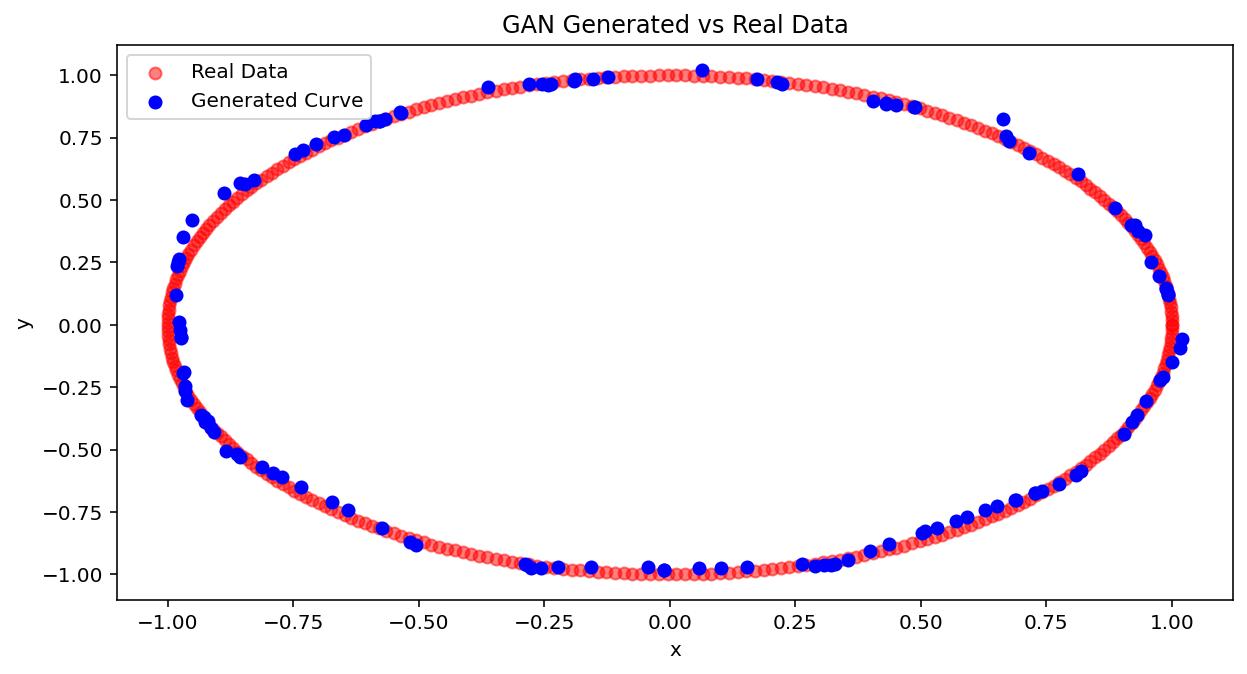 GAN Generated vs Real Data
Real Data
Generated Curve
1.00
0.75
0.50
0.25
0.00
−0.25
−0.50
−0.75
−1.00
y
−1.00 −0.75 −0.50 −0.25 0.00 0.25 0.50 0.75 1.00
x